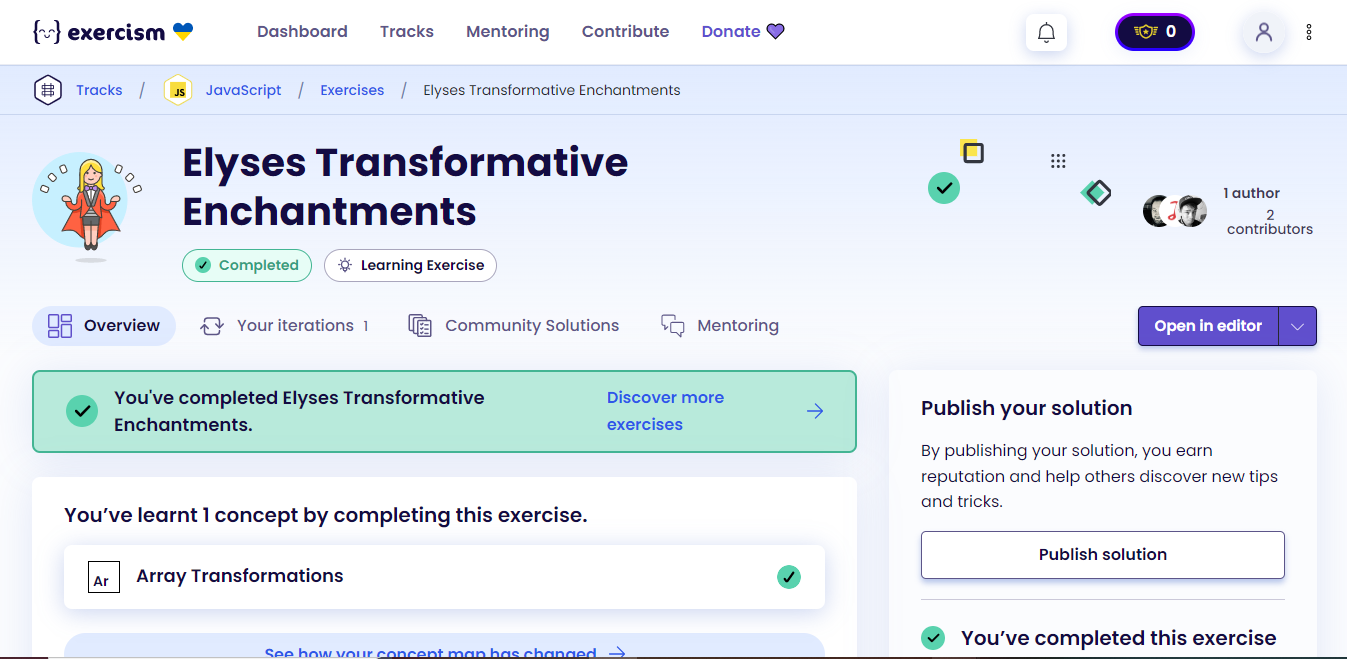 exercism
Dashboard
Tracks
Mentoring
Contribute
Donate
0
Tracks / JS JavaScript / Exercises / Elyses Transformative Enchantments
Elyses Transformative
Enchantments
1 author
2
contributors
Completed
Learning Exercise
Overview
Your iterations 1
Community Solutions
Mentoring
Open in editor
You've completed Elyses Transformative
Enchantments.
Discover more
exercises
Publish your solution
By publishing your solution, you earn
reputation and help others discover new tips
and tricks.
Publish solution
You've completed this exercise
You've learnt 1 concept by completing this exercise.
Ar Array Transformations
See how your concept map has changed